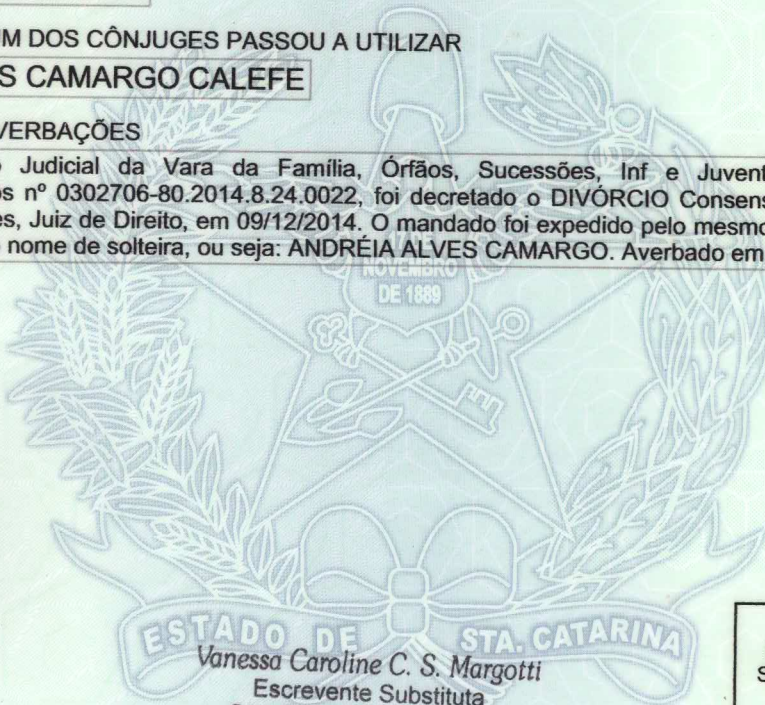 M DOS CÔNJUGES PASSOU A UTILIZAR
S CAMARGO CALEFE
VERBAÇÕES
Judicial da Vara da Família, Órfãos, Sucessões, Inf e Juvent
os nº 0302706-80.2014.8.24.0022, foi decretado o DIVÓRCIO Consens
es, Juiz de Direito, em 09/12/2014. O mandado foi expedido pelo mesmo
nome de solteira, ou seja: ANDRÉIA ALVES CAMARGO. Averbado em
NOVEMBRO
DE 1889
ESTADO DE STA. CATARINA
Vanessa Caroline C. S. Margotti
Escrevente Substituta
S